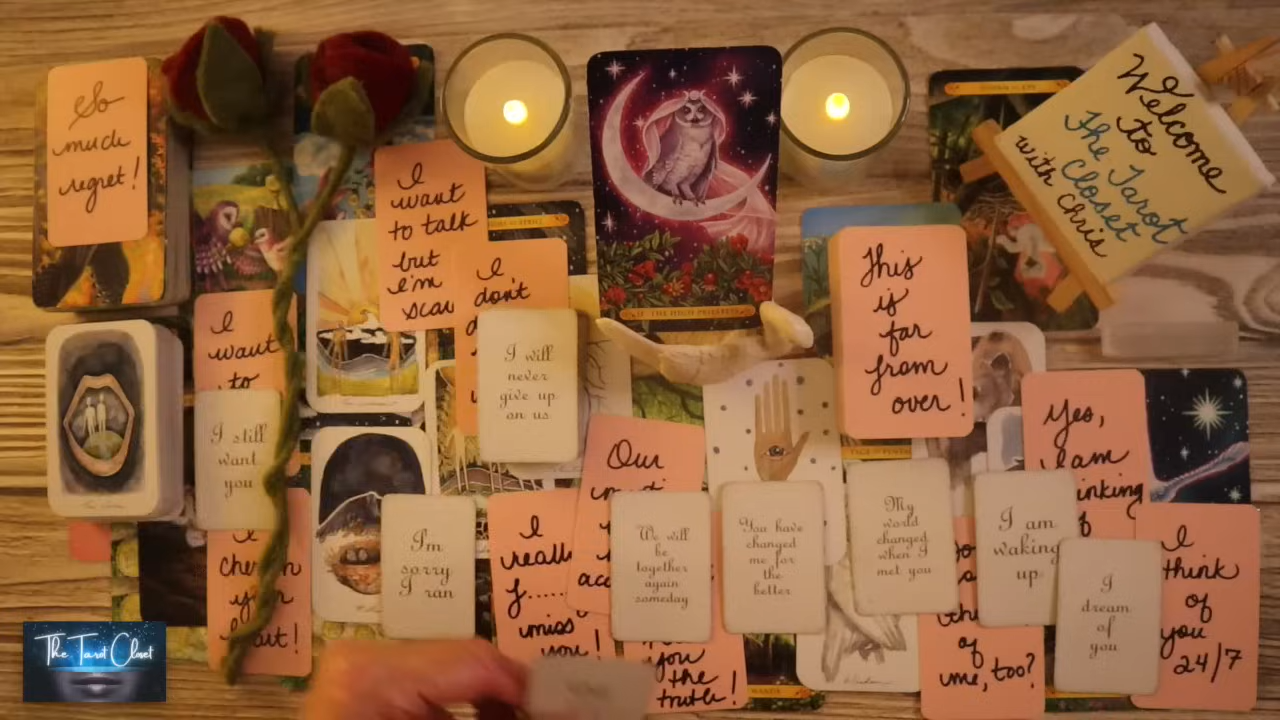 So
much
regret!
I
want
to talk
but
I'm
I
don't
I
want
to
I will
never
give up
on us
II THE HIGH PRIESTESS
This
is
far
from
over!
Welcome
to
The Tarot
Closet
with Chris
Yes,
I am
I still
want
you
I'm
sorry
I ran
I
miss
you!
Our
We will
be
together
again
someday
you
the
truth!
You have
changed
me for
the
better
My
world
changed
when I
met you
of
me, too?
I am
waking
up
I
dream
of
you
I
think
of
you
24/7
The Tarot Closet